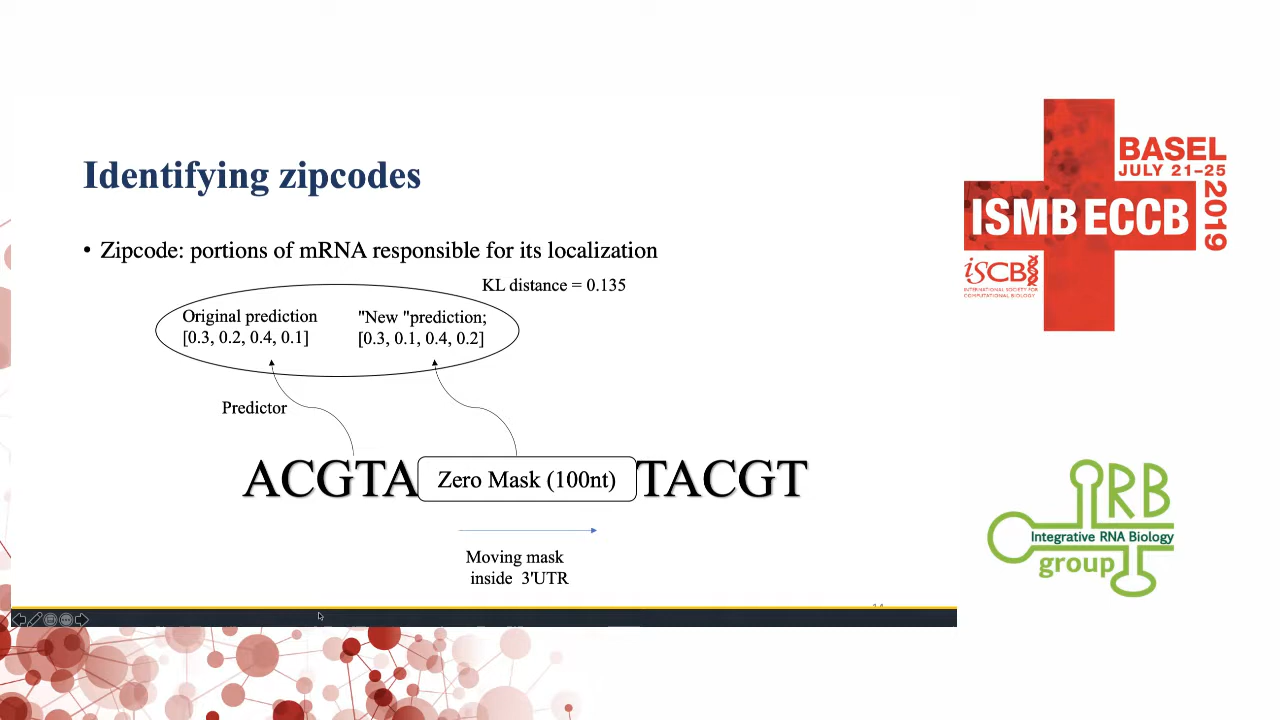 Identifying zipcodes
• Zipcode: portions of mRNA responsible for its localization
KL distance = 0.135
Original prediction
[0.3, 0.2, 0.4, 0.1]
"New "prediction;
[0.3, 0.1, 0.4, 0.2]
Predictor
ACGTA Zero Mask (100nt) TACGT
Moving mask
inside 3'UTR
BASEL
JULY 21-25
2019
ISMB ECCB
ISCB
INTERNATIONAL SOCIETY FOR
COMPUTATIONAL BIOLOGY
IRB
Integrative RNA Biology
group